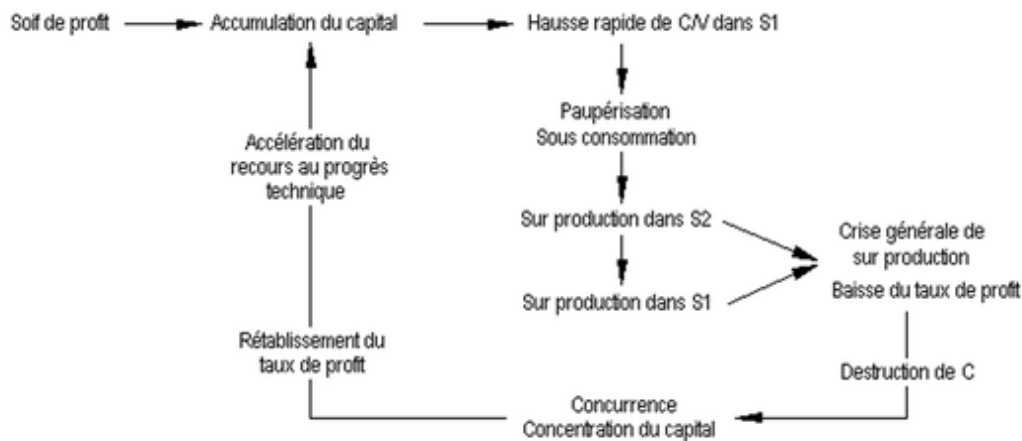 Soif de profit
Accumulation du capital
Hausse rapide de C/V dans S1
Paupérisation
Sous consommation
Accélération du
recours au progrès
technique
Sur production dans S2
Crise générale de
sur production
Baisse du taux de profit
Sur production dans S1
Rétablissement du
taux de profit
Destruction de C
Concurrence
Concentration du capital